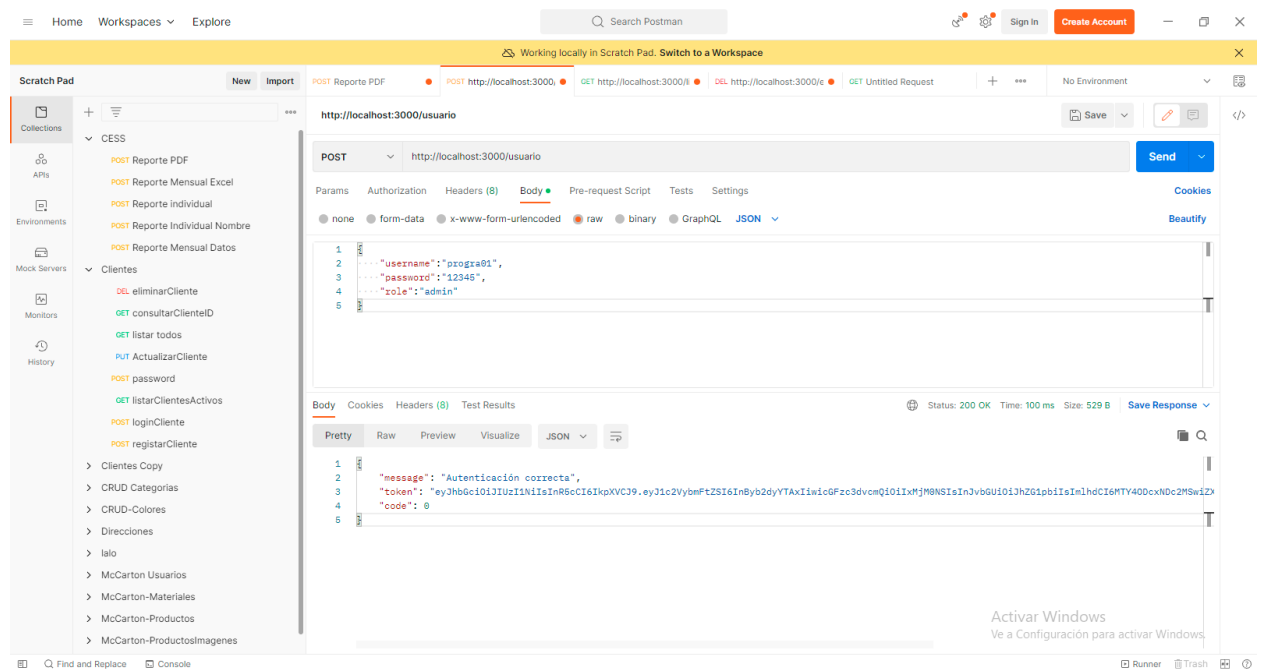 Home Workspaces Explore Search Postman Sign In Create Account
Working locally in Scratch Pad. Switch to a Workspace
Scratch Pad New Import POST Reporte PDF POST http://localhost:3000, GET http://localhost:3000/l DEL http://localhost:3000/e GET Untitled Request No Environment
Collections
APIs
Environments
Mock Servers
Monitors
History
CESS
POST Reporte PDF
POST Reporte Mensual Excel
POST Reporte individual
POST Reporte Individual Nombre
POST Reporte Mensual Datos
Clientes
DEL eliminarCliente
GET consultarClienteID
GET listar todos
PUT ActualizarCliente
POST password
GET listarClientesActivos
POST loginCliente
POST registarCliente
Clientes Copy
CRUD Categorias
CRUD-Colores
Direcciones
lalo
McCarton Usuarios
McCarton-Materiales
McCarton-Productos
McCarton-ProductosImagenes
http://localhost:3000/usuario Save
POST http://localhost:3000/usuario Send
Params Authorization Headers (8) Body Pre-request Script Tests Settings Cookies
none form-data x-www-form-urlencoded raw binary GraphQL JSON Beautify
1 {
2 "username":"progra01",
3 "password":"12345",
4 "role":"admin"
5 }
Body Cookies Headers (8) Test Results Status: 200 OK Time: 100 ms Size: 529 B Save Response
Pretty Raw Preview Visualize JSON
1 {
2 "message": "Autenticación correcta",
3 "token":
4 "code": 0
5 }
Activar Windows
Ve a Configuración para activar Windows.
Find and Replace Console Runner Trash